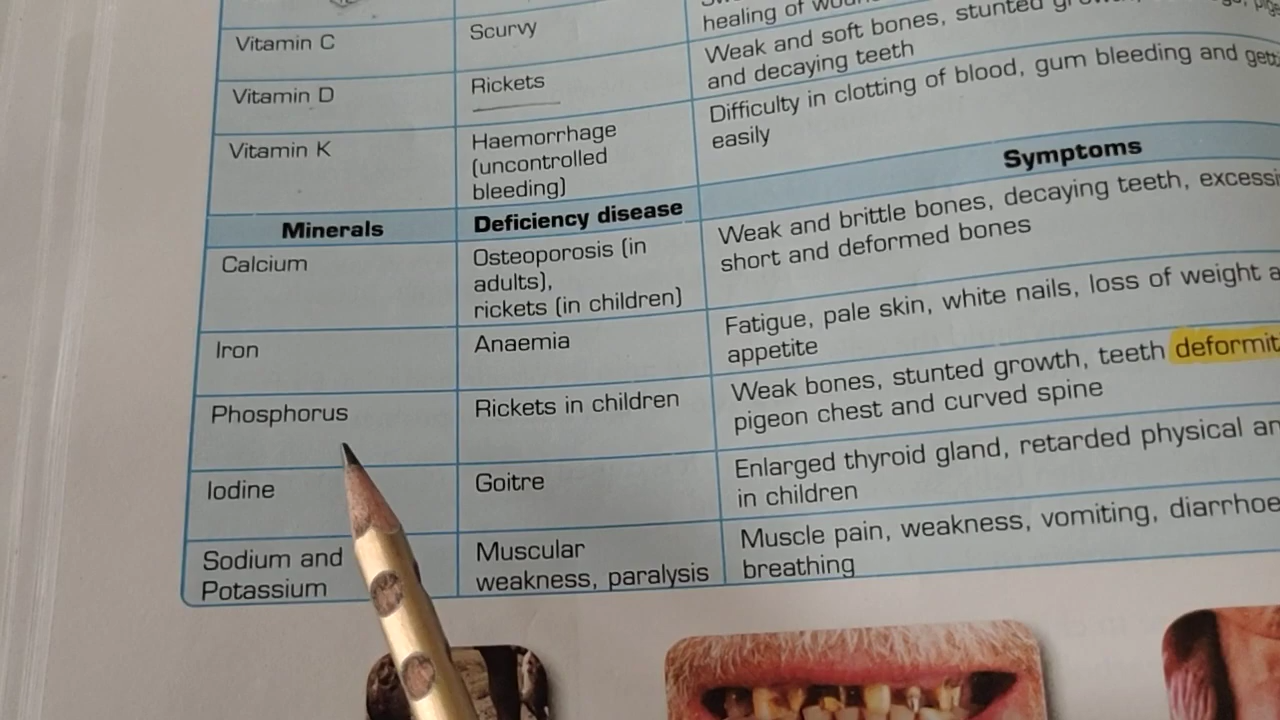 Vitamin C
Scurvy
healing of
Vitamin D
Rickets
Weak and soft bones, stunted
and decaying teeth
Vitamin K
Haemorrhage
(uncontrolled
bleeding)
Difficulty in clotting of blood, gum bleeding and
easily
Minerals
Deficiency disease
Symptoms
Calcium
Osteoporosis (in
adults),
rickets (in children)
Weak and brittle bones, decaying teeth,
short and deformed bones
Iron
Anaemia
Fatigue, pale skin, white nails, loss of weight
appetite
Phosphorus
Rickets in children
Weak bones, stunted growth, teeth deformit
pigeon chest and curved spine
Iodine
Goitre
Enlarged thyroid gland, retarded physical
in children
Sodium and
Potassium
Muscular
weakness, paralysis
Muscle pain, weakness, vomiting, diarrhoe
breathing